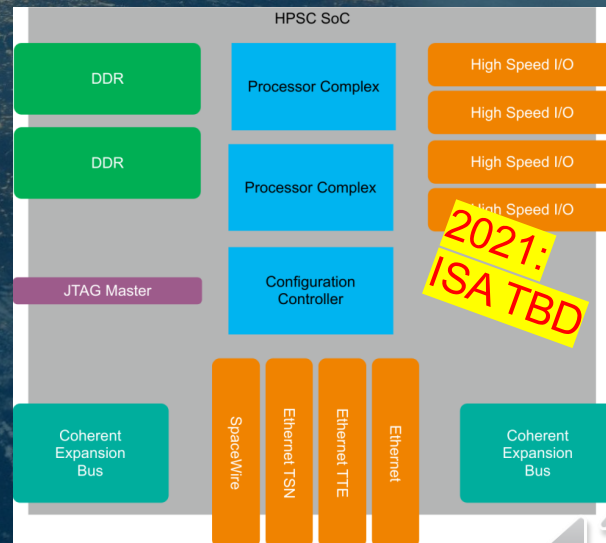 HPSC SoC
DDR
Processor Complex
High Speed I/O
High Speed I/O
DDR
Processor Complex
High Speed I/O
High Speed I/O
2021:
ISA TBD
JTAG Master
Configuration
Controller
Coherent
Expansion
Bus
SpaceWire
Ethernet TSN
Ethernet TTE
Ethernet
Coherent
Expansion
Bus